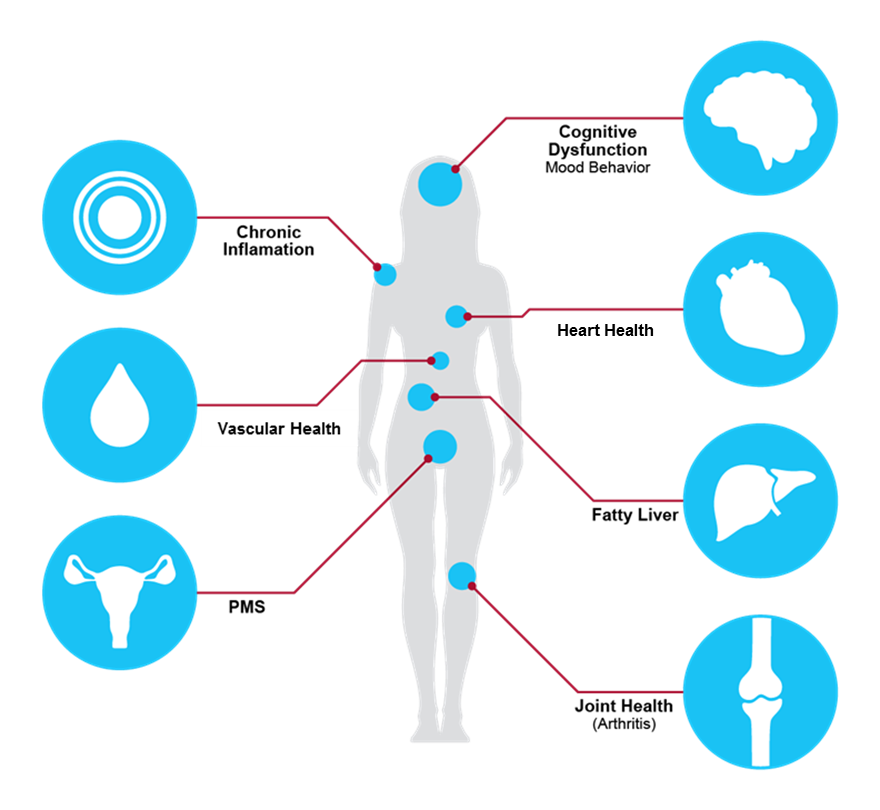 Cognitive
Dysfunction
Mood Behavior
Chronic
Inflamation
Heart Health
Vascular Health
Fatty Liver
PMS
Joint Health
(Arthritis)